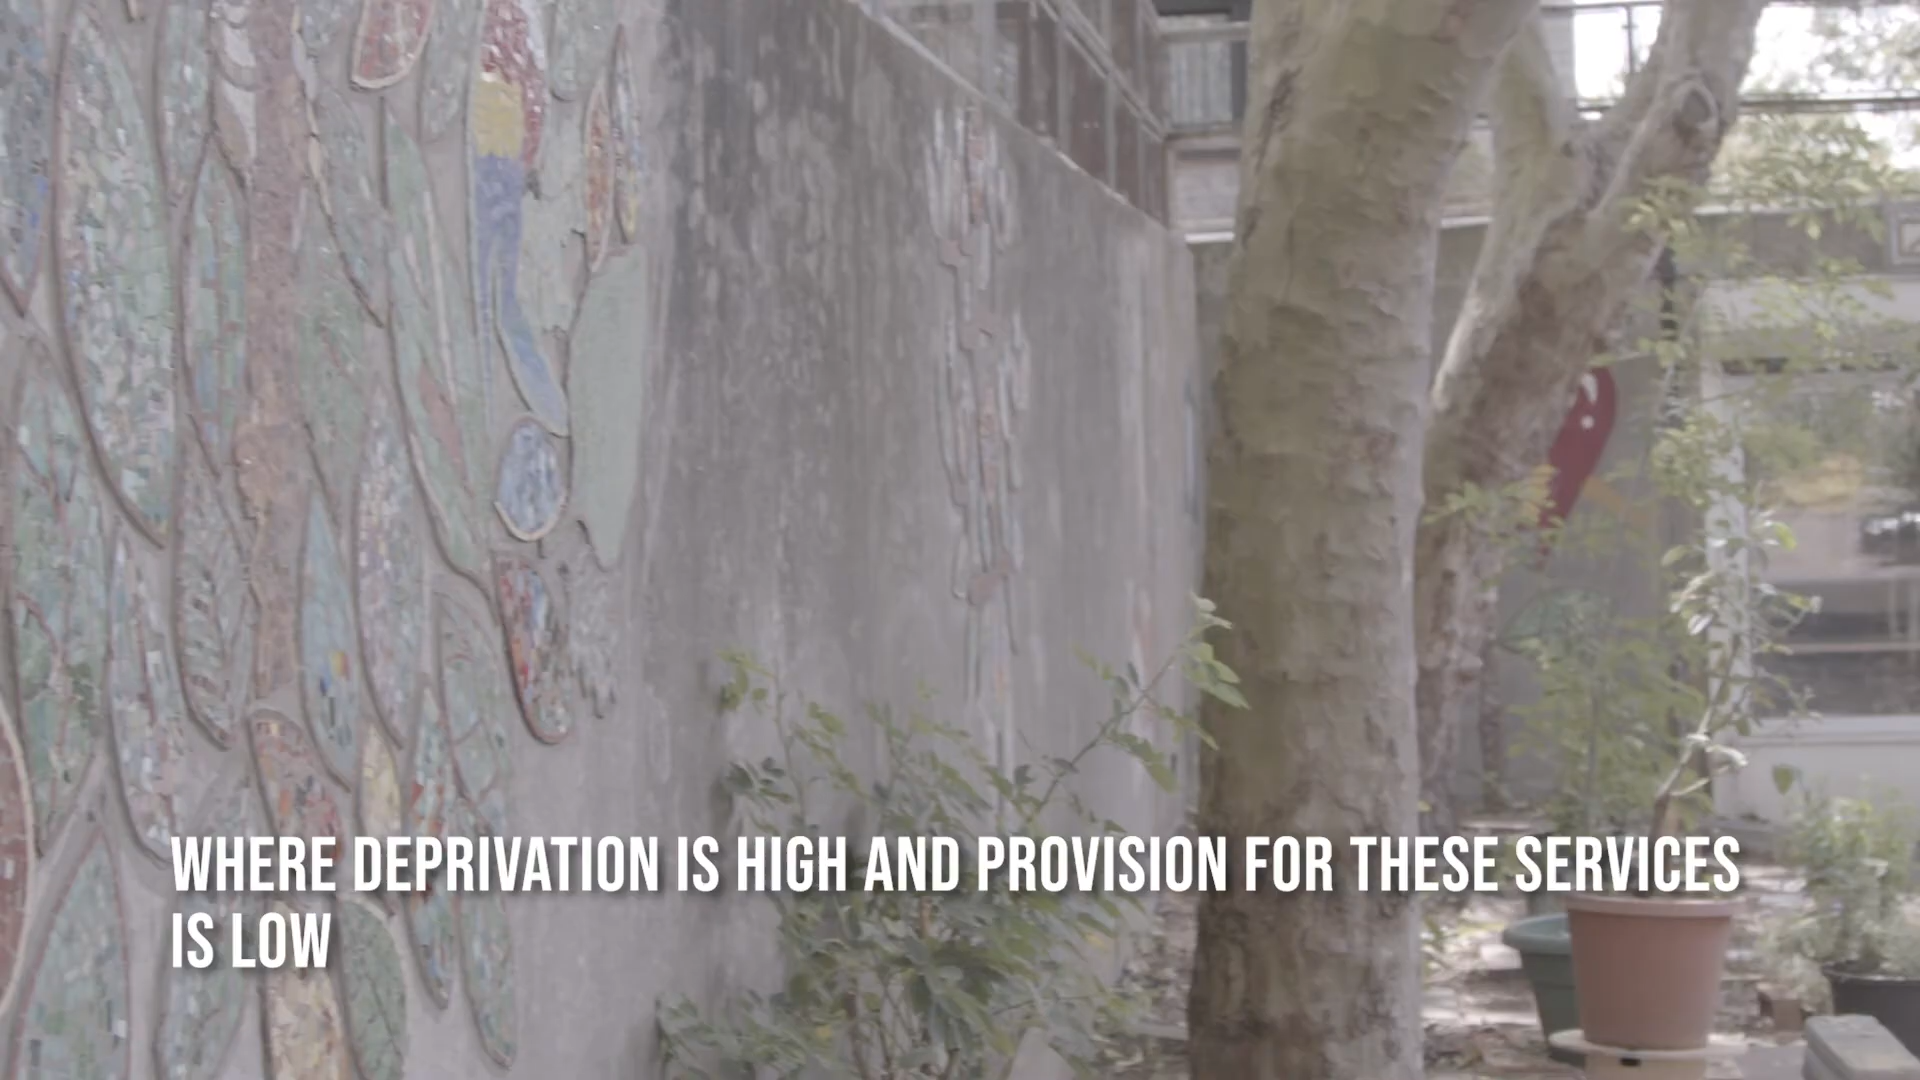 WHERE DEPRIVATION IS HIGH AND PROVISION FOR THESE SERVICES
IS LOW